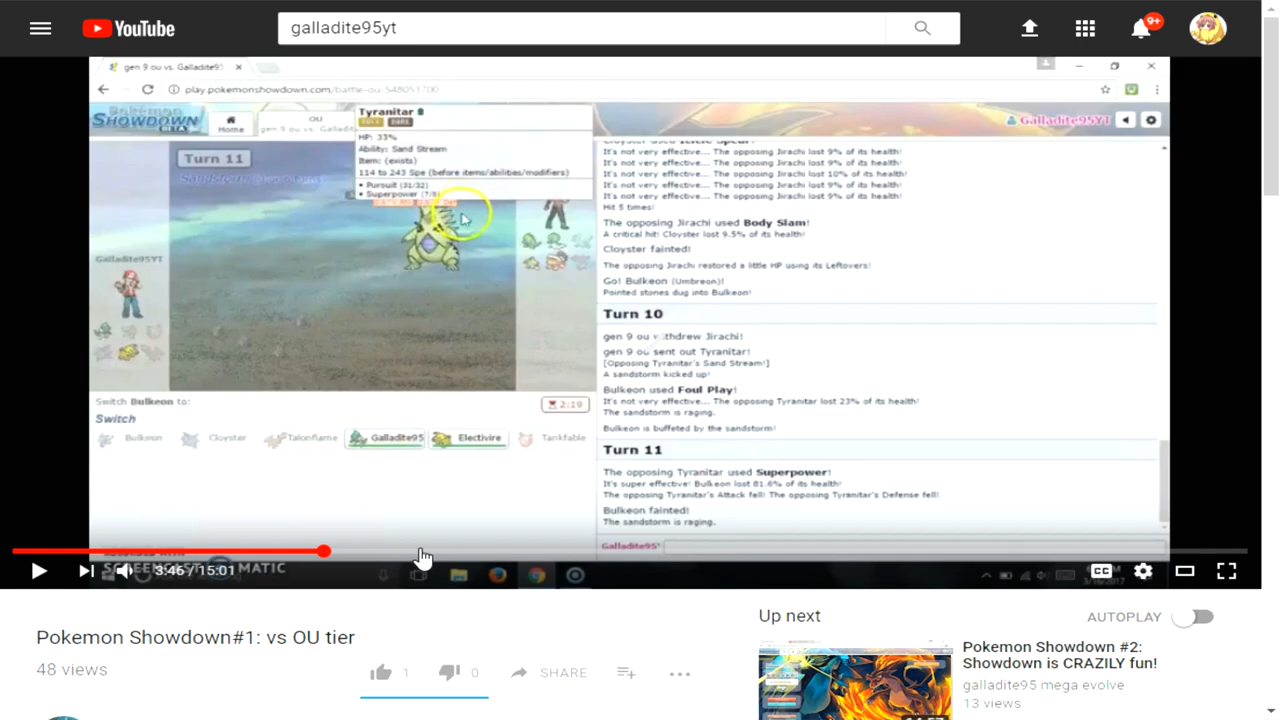 YouTube
galladite95yt
9+
gen 9 ou vs. Galladite95
play.pokemonshowdown.com/battle-ou-548053700
Pokémon
SHOWDOWN
BETA
Home
OU
gen 9 ou vs. Gallad
Galladite95YT
Tyranitar
ROCK DARK
HP: 33%
Ability: Sand Stream
Item: (exists)
114 to 243 Spe (before items/abilities/modifiers)
• Pursuit (31/32)
• Superpower (7/8)
Turn 11
Galladite95YT
Switch Bulkeon to:
2:19
Switch
Bulkeon
Cloyster
Talonflame
Galladite95
Electivire
Tankfable
It's not very effective... The opposing Jirachi lost 9% of its health!
It's not very effective... The opposing Jirachi lost 9% of its health!
It's not very effective... The opposing Jirachi lost 10% of its health!
It's not very effective... The opposing Jirachi lost 9% of its health!
It's not very effective... The opposing Jirachi lost 9% of its health!
Hit 5 times!
The opposing Jirachi used Body Slam!
A critical hit! Cloyster lost 9.5% of its health!
Cloyster fainted!
The opposing Jirachi restored a little HP using its Leftovers!
Go! Bulkeon (Umbreon)!
Pointed stones dug into Bulkeon!
Turn 10
gen 9 ou withdrew Jirachi!
gen 9 ou sent out Tyranitar!
[Opposing Tyranitar's Sand Stream!]
A sandstorm kicked up!
Bulkeon used Foul Play!
It's not very effective... The opposing Tyranitar lost 23% of its health!
The sandstorm is raging.
Bulkeon is buffeted by the sandstorm!
Turn 11
The opposing Tyranitar used Superpower!
It's super effective! Bulkeon lost 81.6% of its health!
The opposing Tyranitar's Attack fell! The opposing Tyranitar's Defense fell!
Bulkeon fainted!
The sandstorm is raging.
Galladite95
3:46 / 15:01
MATIC
CC
Pokemon Showdown#1: vs OU tier
48 views
1
0
SHARE
Up next
AUTOPLAY
Pokemon Showdown #2:
Showdown is CRAZILY fun!
galladite95 mega evolve
13 views